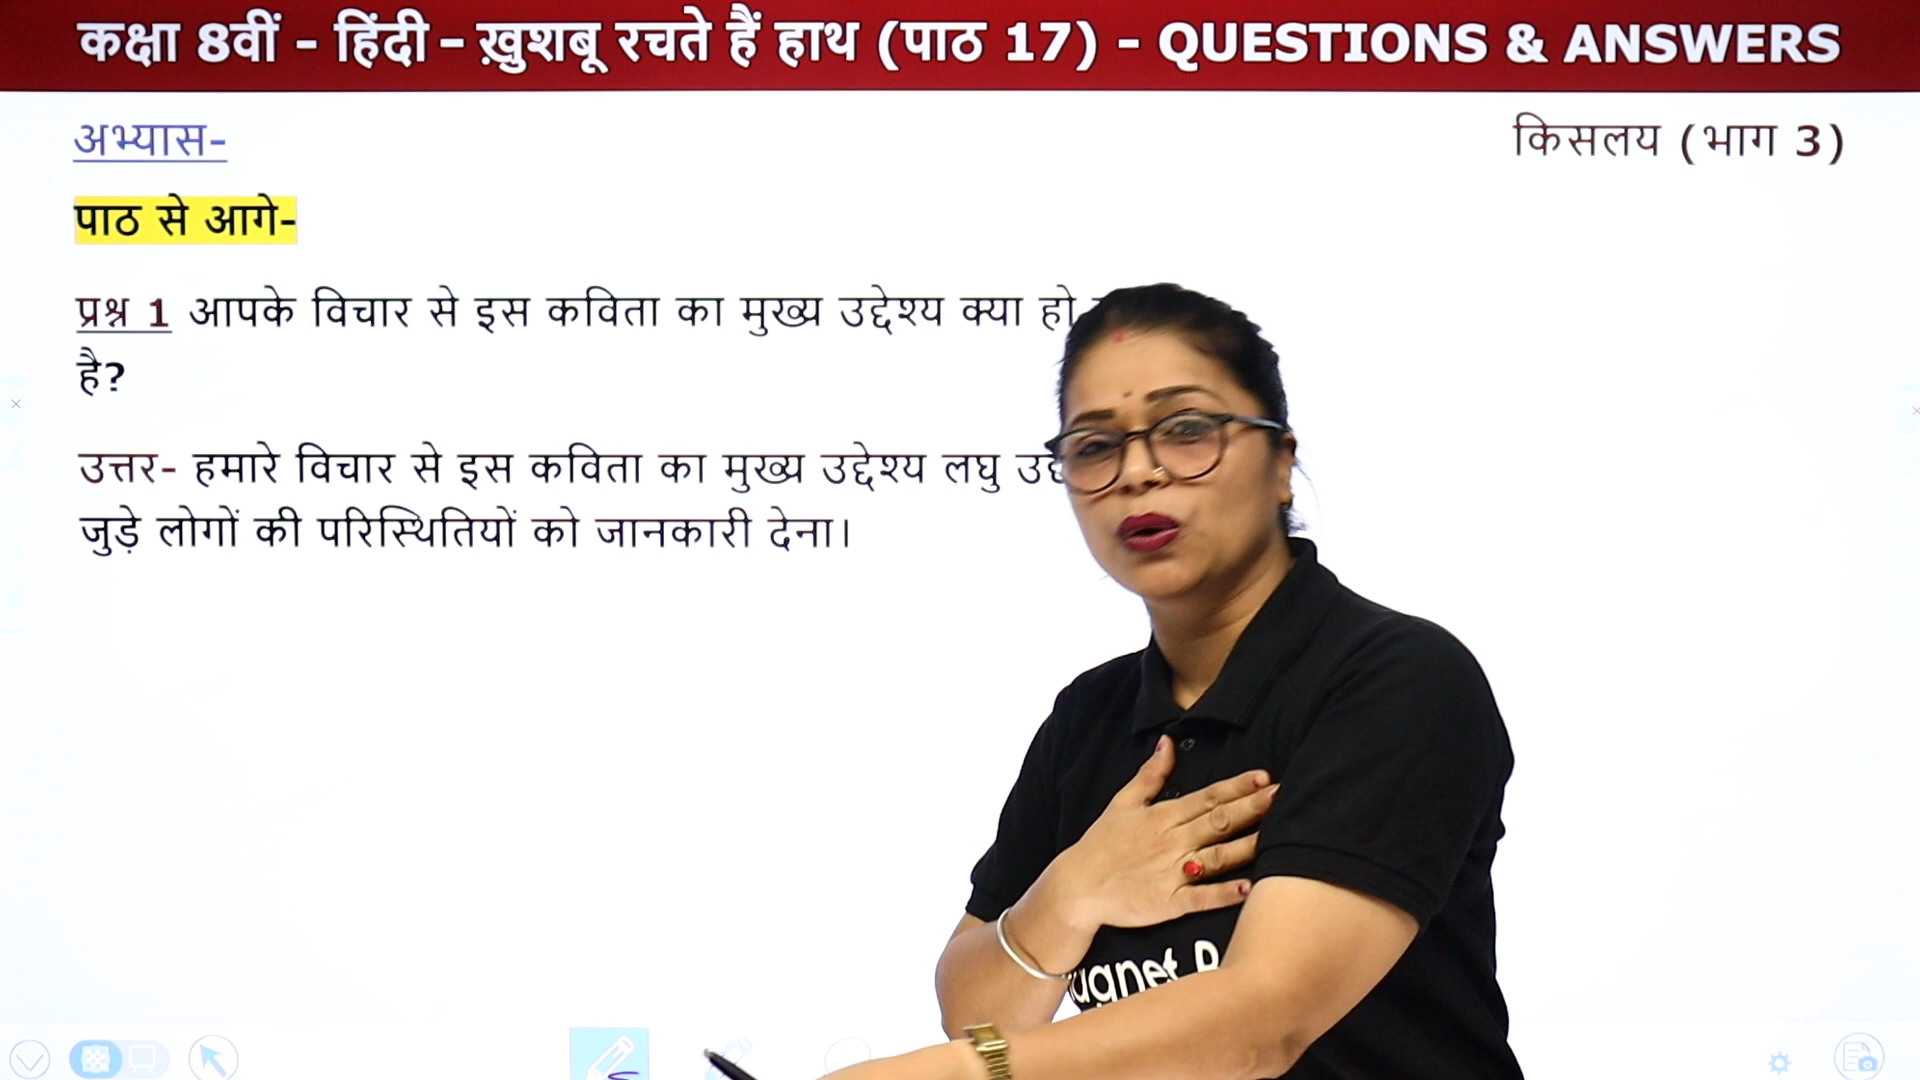 कक्षा 8वीं - हिंदी - ख़ुशबू रचते हैं हाथ (पाठ 17) - QUESTIONS & ANSWERS
अभ्यास-
किसलय (भाग 3)
पाठ से आगे-
प्रश्न 1 आपके विचार से इस कविता का मुख्य उद्देश्य क्या हो
है?
उत्तर- हमारे विचार से इस कविता का मुख्य उद्देश्य लघु
जुड़े लोगों की परिस्थितियों को जानकारी देना।